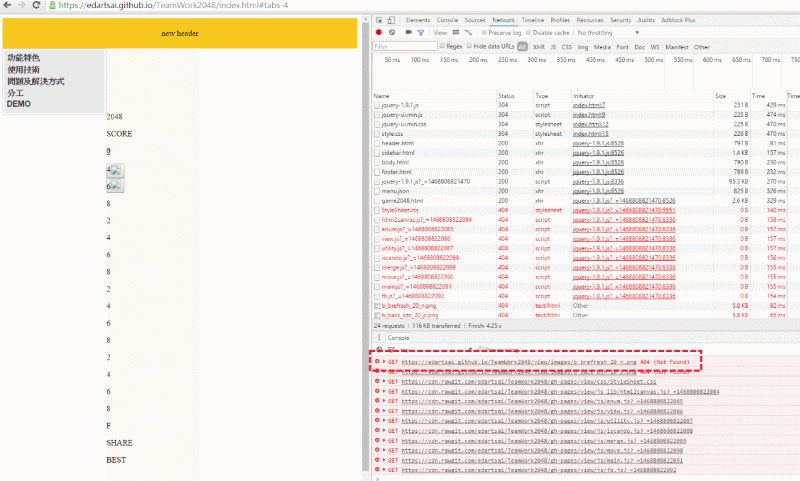 https://edartsai.github.io/TeamWork2048/index.html#tabs-4
new header
功能特色
使用技術
問題及解決方式
分工
DEMO
2048
SCORE
0
4
6
8
2
4
6
8
2
4
6
8
2
4
6
8
F
SHARE
BEST
Elements Console Sources Network Timeline Profiles Resources Security Audits Adblock Plus
View: Preserve log Disable cache No throttling
Filter Regex Hide data URLs All XHR JS CSS Img Media Font Doc WS Manifest Other
50 ms 100 ms 150 ms 200 ms 250 ms 300 ms 350 ms 400 ms 450 ms 500 ms 550 ms 600 ms 650 ms 700 ms 750
Name Status Type Initiator Size Time Time
jquery-1.9.1.js 304 script index.html:7 231 B 429 ms
jquery-ui.min.js 304 script index.html:9 225 B 474 ms
jquery-ui.min.css 304 stylesheet index.html:12 225 B 470 ms
style.css 304 stylesheet index.html:15 226 B 470 ms
header.html 200 xhr jquery-1.9.1.js:8526 791 B 81 ms
sidebar.html 200 xhr jquery-1.9.1.js:8526 1.4 KB 157 ms
body.html 200 xhr jquery-1.9.1.js:8526 790 B 230 ms
footer.html 200 xhr jquery-1.9.1.js:8526 789 B 232 ms
jquery-1.9.1.js?_=1468808821470 200 script jquery-1.9.1.js:8336 95.3 KB 270 ms
menu.json 200 xhr jquery-1.9.1.js:8526 825 B 326 ms
game2048.html 200 xhr jquery-1.9.1.js?_=1468808821470:8526 2.6 KB 329 ms
StyleSheet.css 404 stylesheet jquery-1.9.1.js?_=1468808821470:5951 0 B 142 ms
html2canvas.js?_=1468808822084 404 script jquery-1.9.1.js?_=1468808821470:8336 0 B 158 ms
enum.js?_=1468808822085 404 script jquery-1.9.1.js?_=1468808821470:8336 0 B 156 ms
view.js?_=1468808822086 404 script jquery-1.9.1.js?_=1468808821470:8336 0 B 157 ms
utility.js?_=1468808822087 404 script jquery-1.9.1.js?_=1468808821470:8336 0 B 157 ms
iscando.js?_=1468808822088 404 script jquery-1.9.1.js?_=1468808821470:8336 0 B 156 ms
merge.js?_=1468808822089 404 script jquery-1.9.1.js?_=1468808821470:8336 0 B 155 ms
move.js?_=1468808822090 404 script jquery-1.9.1.js?_=1468808821470:8336 0 B 157 ms
main.js?_=1468808822091 404 script jquery-1.9.1.js?_=1468808821470:8336 0 B 155 ms
fb.js?_=1468808822092 404 script jquery-1.9.1.js?_=1468808821470:8336 0 B 154 ms
b_brefresh_20_n.png 404 text/html Other 5.8 KB 82 ms
b_back_btn_20_js.png 404 text/html Other 5.8 KB 85 ms
24 requests | 116 KB transferred | Finish: 4.25 s
Console
GET https://edartsai.github.io/TeamWork2048/view/images/b_brefresh_20_n.png 404 (Not Found)
GET https://cdn.rawgit.com/edartsai/TeamWork2048/gh-pages/view/css/StyleSheet.css
GET https://cdn.rawgit.com/edartsai/TeamWork2048/gh-pages/view/js_lib/html2canvas.js?_=1468808822084
GET https://cdn.rawgit.com/edartsai/TeamWork2048/gh-pages/view/js/enum.js?_=1468808822085
GET https://cdn.rawgit.com/edartsai/TeamWork2048/gh-pages/view/js/view.js?_=1468808822086
GET https://cdn.rawgit.com/edartsai/TeamWork2048/gh-pages/view/js/utility.js?_=1468808822087
GET https://cdn.rawgit.com/edartsai/TeamWork2048/gh-pages/view/js/iscando.js?_=1468808822088
GET https://cdn.rawgit.com/edartsai/TeamWork2048/gh-pages/view/js/merge.js?_=1468808822089
GET https://cdn.rawgit.com/edartsai/TeamWork2048/gh-pages/view/js/move.js?_=1468808822090
GET https://cdn.rawgit.com/edartsai/TeamWork2048/gh-pages/view/js/main.js?_=1468808822091
GET https://cdn.rawgit.com/edartsai/TeamWork2048/gh-pages/view/js/fb.js?_=1468808822092